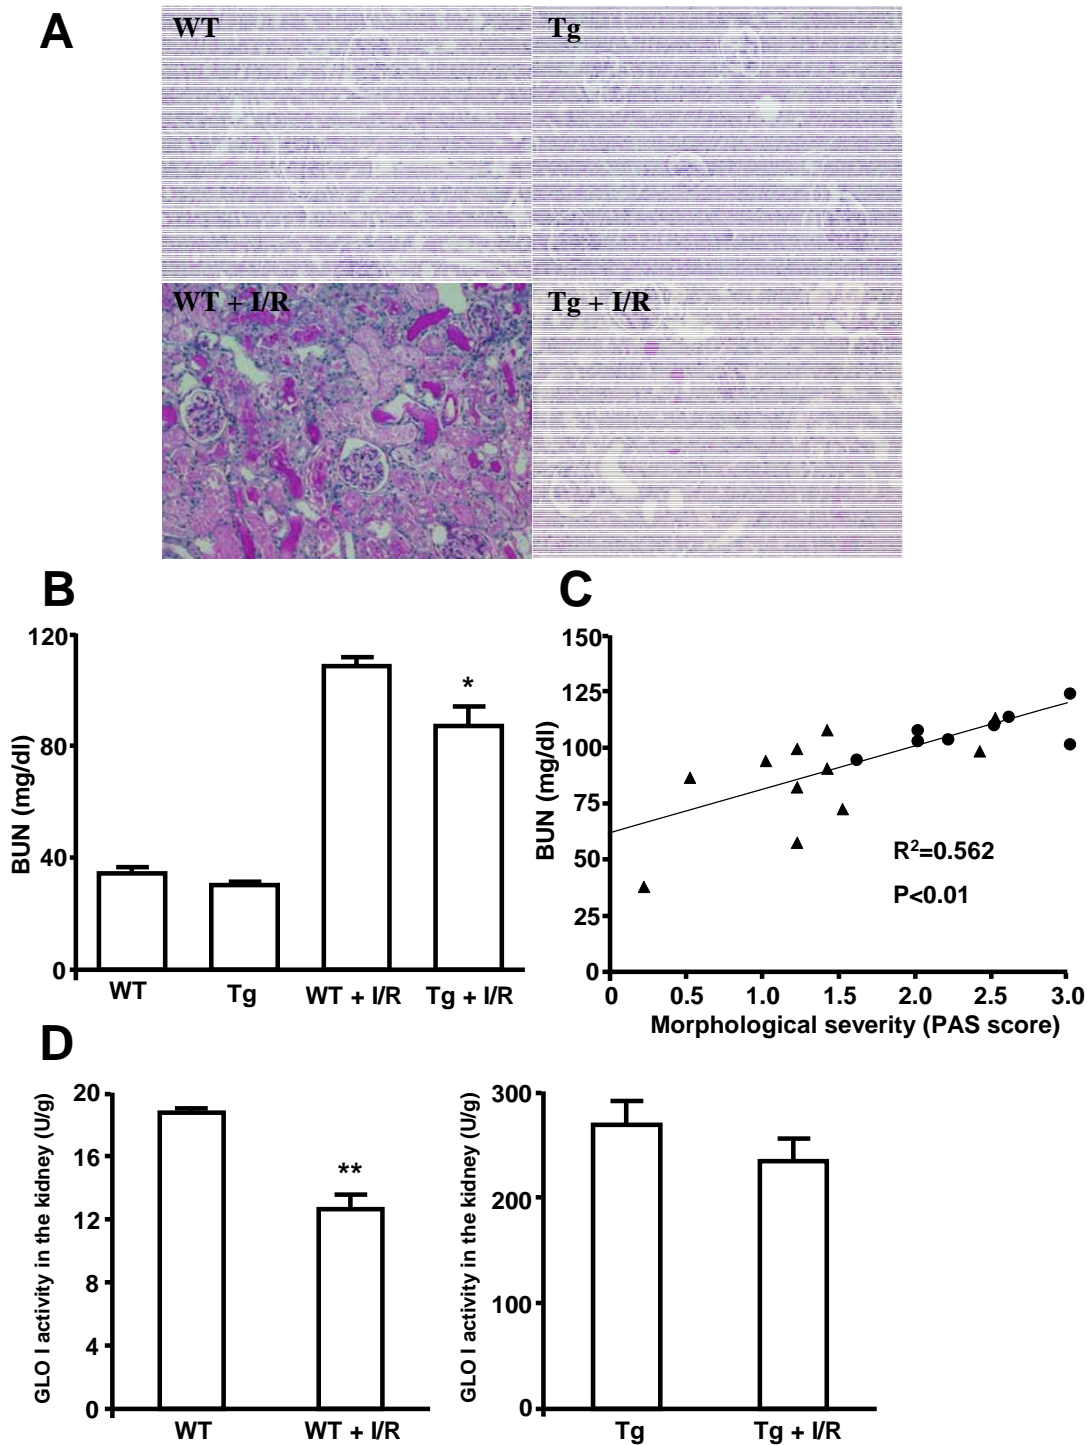 A
WT
Tg
WT + I/R
Tg + I/R
B
BUN (mg/dl)
120
80
40
0
*
WT
Tg
WT + I/R
Tg + I/R
C
BUN (mg/dl)
150
125
100
75
50
25
0
R²=0.562
P<0.01
0 0.5 1.0 1.5 2.0 2.5 3.0
Morphological severity (PAS score)
D
GLO I activity in the kidney (U/g)
20
16
12
8
4
0
**
WT
WT + I/R
GLO I activity in the kidney (U/g)
300
200
100
0
Tg
Tg + I/R